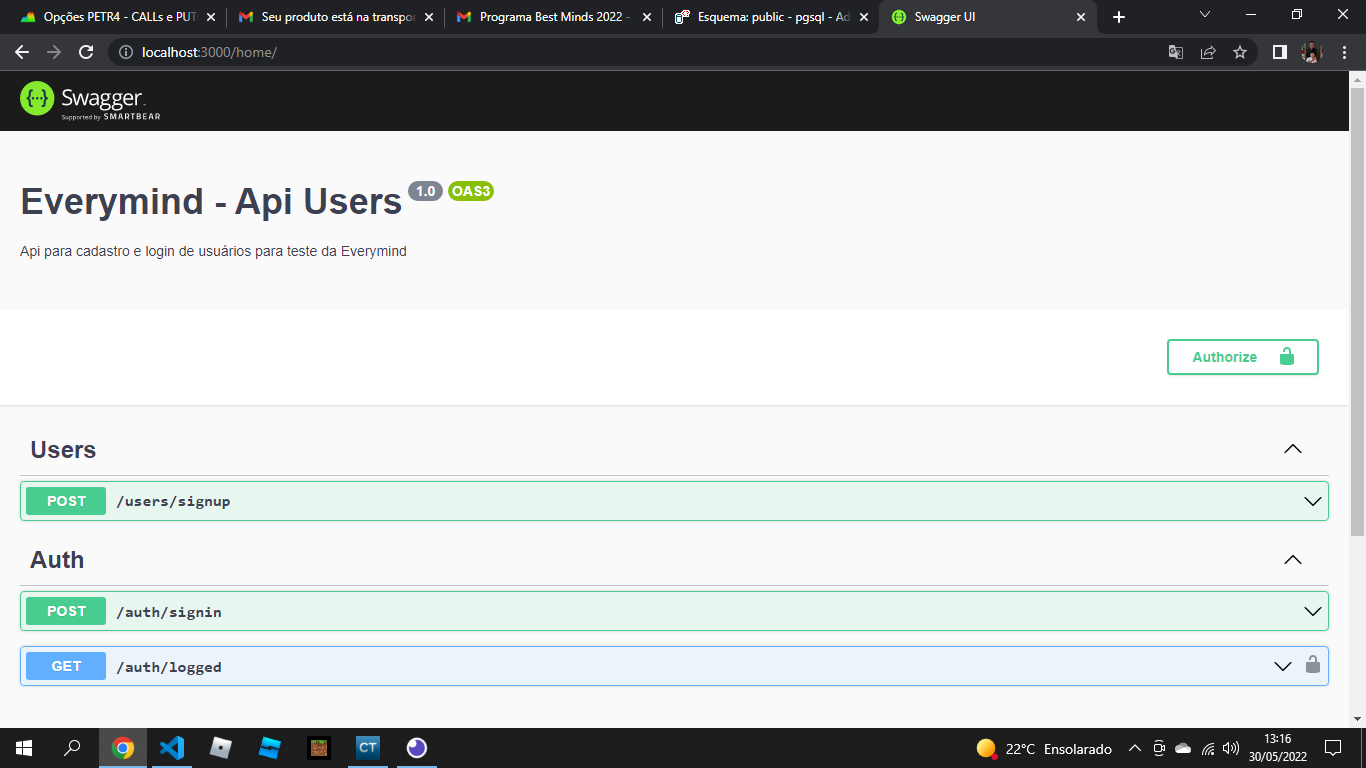 Opções PETR4 - CALLs e PUT
Seu produto está na transpor
Programa Best Minds 2022 -
Esquema: public - pgsql - Ad
Swagger UI
localhost:3000/home/
{···} Swagger
Supported by SMARTBEAR
Everymind - Api Users 1.0 OAS3
Api para cadastro e login de usuários para teste da Everymind
Authorize
Users
POST /users/signup
Auth
POST /auth/signin
GET /auth/logged
CT
22°C Ensolarado
13:16
30/05/2022